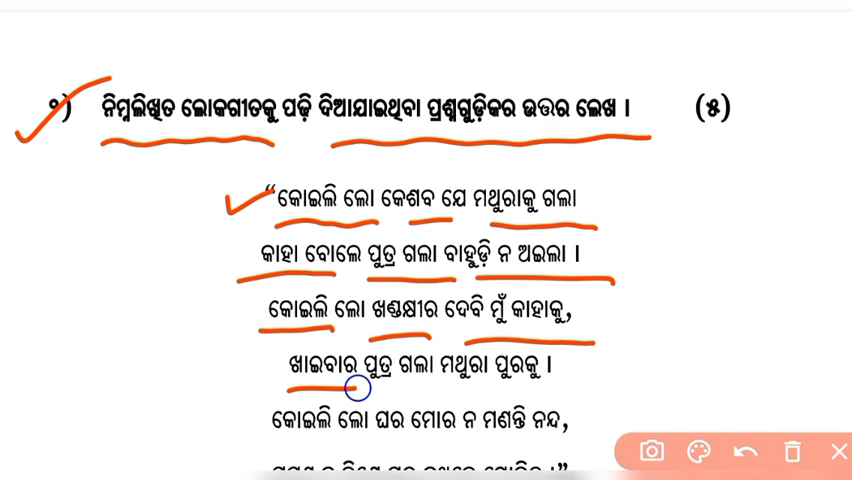 ୧) ନିମ୍ନଲିଖିତ ଲୋକଗୀତକୁ ପଢ଼ି ଦିଆଯାଇଥିବା ପ୍ରଶ୍ନଗୁଡ଼ିକର ଉତ୍ତର ଲେଖ । (୫)
“କୋଇଲି ଲୋ କେଶବ ଯେ ମଥୁରାକୁ ଗଲା
କାହା ବୋଲେ ପୁତ୍ର ଗଲା ବାହୁଡ଼ି ନ ଅଇଲା ।
କୋଇଲି ଲୋ ଖଣ୍ଡକ୍ଷୀର ଦେବି ମୁଁ କାହାକୁ,
ଖାଇବାର ପୁତ୍ର ଗଲା ମଥୁରା ପୁରକୁ ।
କୋଇଲି ଲୋ ଘର ମୋର ନ ମଣନ୍ତି ନନ୍ଦ,